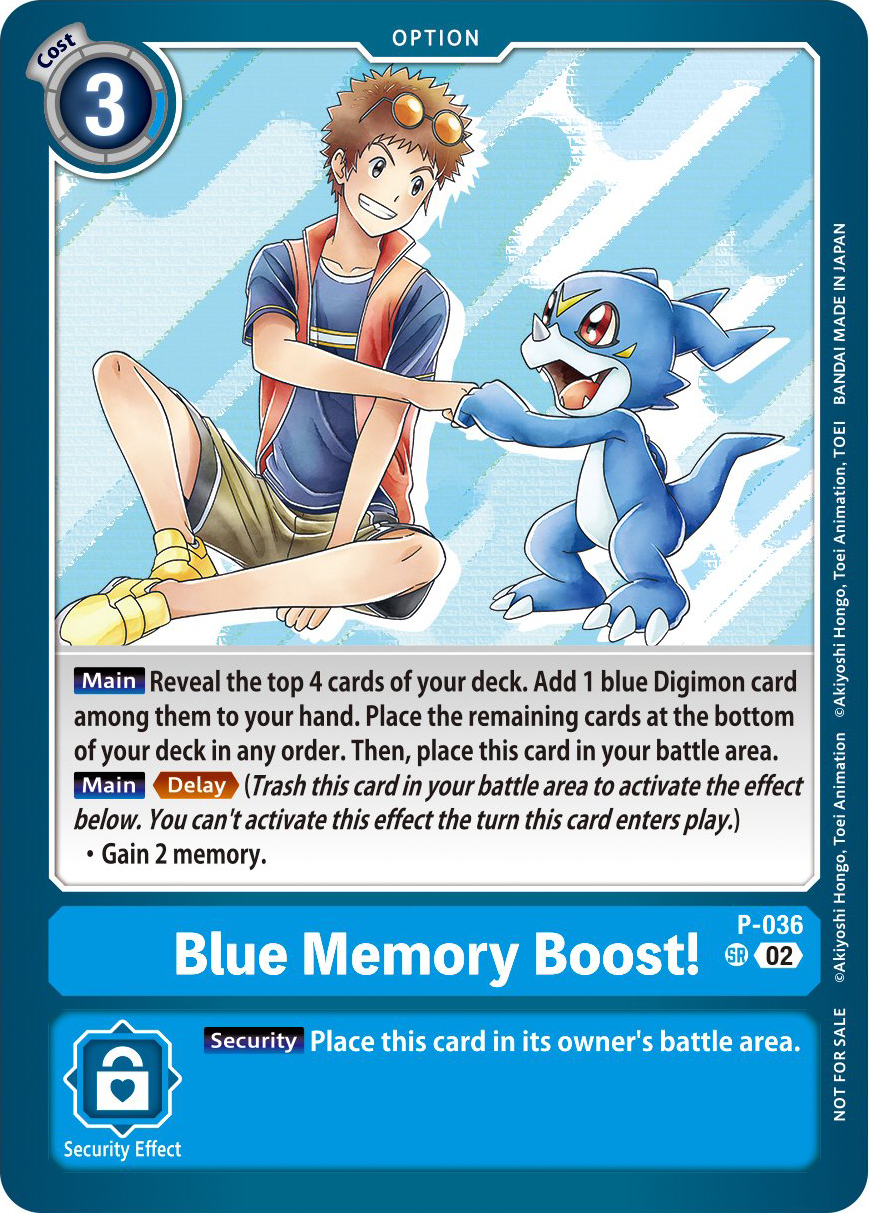 OPTION
Cost
3
Main Reveal the top 4 cards of your deck. Add 1 blue Digimon card
among them to your hand. Place the remaining cards at the bottom
of your deck in any order. Then, place this card in your battle area.
Main Delay (Trash this card in your battle area to activate the effect
below. You can't activate this effect the turn this card enters play.)
・Gain 2 memory.
P-036
Blue Memory Boost! SR 02
Security Place this card in its owner's battle area.
Security Effect
NOT FOR SALE ©Akiyoshi Hongo, Toei Animation ©Akiyoshi Hongo, Toei Animation, TOEI BANDAI MADE IN JAPAN